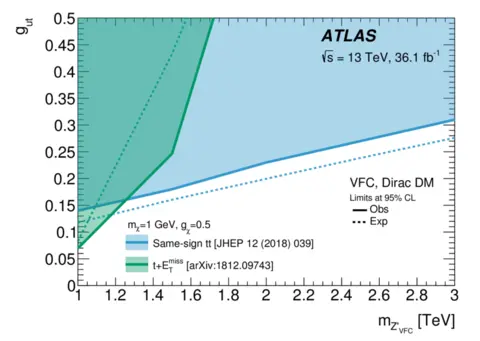 g_ut
0.5
0.45
0.4
0.35
0.3
0.25
0.2
0.15
0.1
0.05
0
ATLAS
√s = 13 TeV, 36.1 fb⁻¹
VFC, Dirac DM
Limits at 95% CL
Obs
Exp
m_χ=1 GeV, g_χ=0.5
Same-sign tt [JHEP 12 (2018) 039]
t+E_T^miss [arXiv:1812.09743]
1 1.2 1.4 1.6 1.8 2 2.2 2.4 2.6 2.8 3
m_Z'_VFC [TeV]